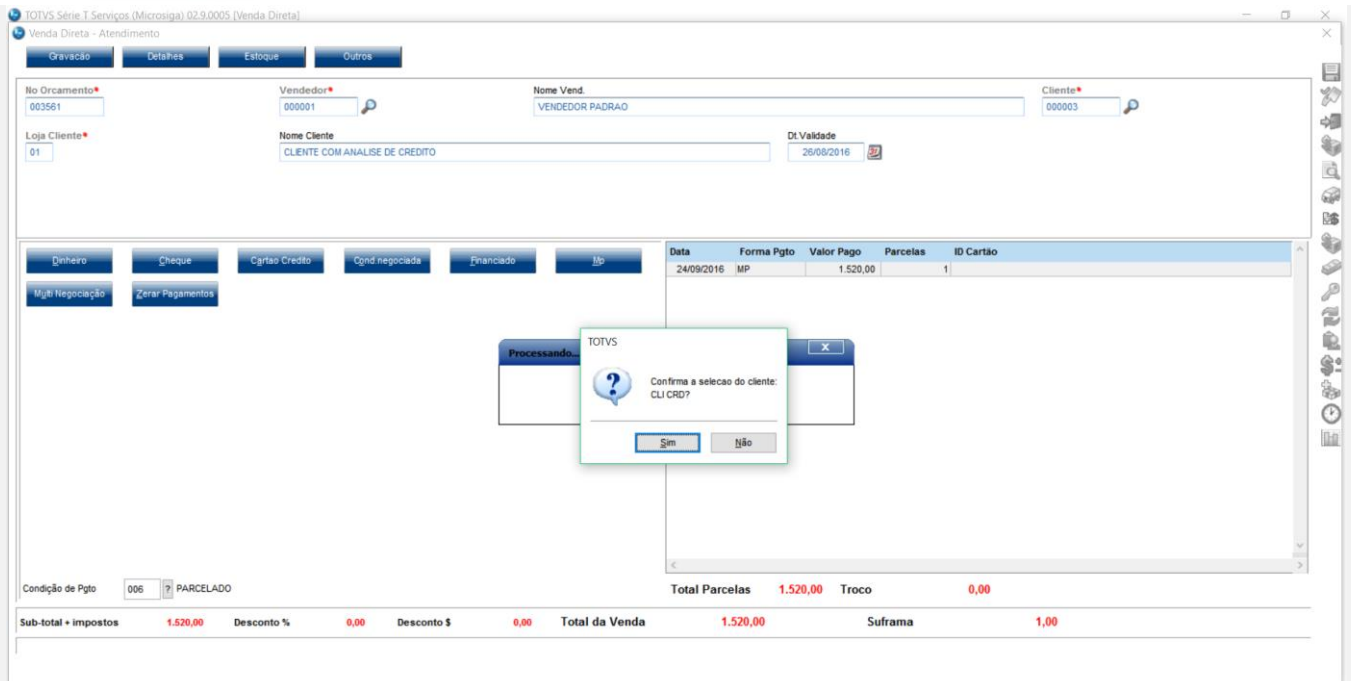 TOTVS Série T Serviços (Microsiga) 02.9.0005 [Venda Direta]
Venda Direta - Atendimento
Gravacão Detalhes Estoque Outros
No Orcamento* Vendedor* Nome Vend. Cliente*
003561 000001 VENDEDOR PADRAO 000003
Loja Cliente* Nome Cliente Dt.Validade
01 CLIENTE COM ANALISE DE CREDITO 26/08/2016
Dinheiro Cheque Cartao Credito Cond.negociada Financiado Mp
Multi Negociação Zerar Pagamentos
Data Forma Pgto Valor Pago Parcelas ID Cartão
24/09/2016 MP 1.520,00 1
Processando... X
TOTVS
Confirma a selecao do cliente:
CLI CRD?
Sim Não
Condição de Pgto 006 ? PARCELADO
Total Parcelas 1.520,00 Troco 0,00
Sub-total + impostos 1.520,00 Desconto % 0,00 Desconto $ 0,00 Total da Venda 1.520,00 Suframa 1,00